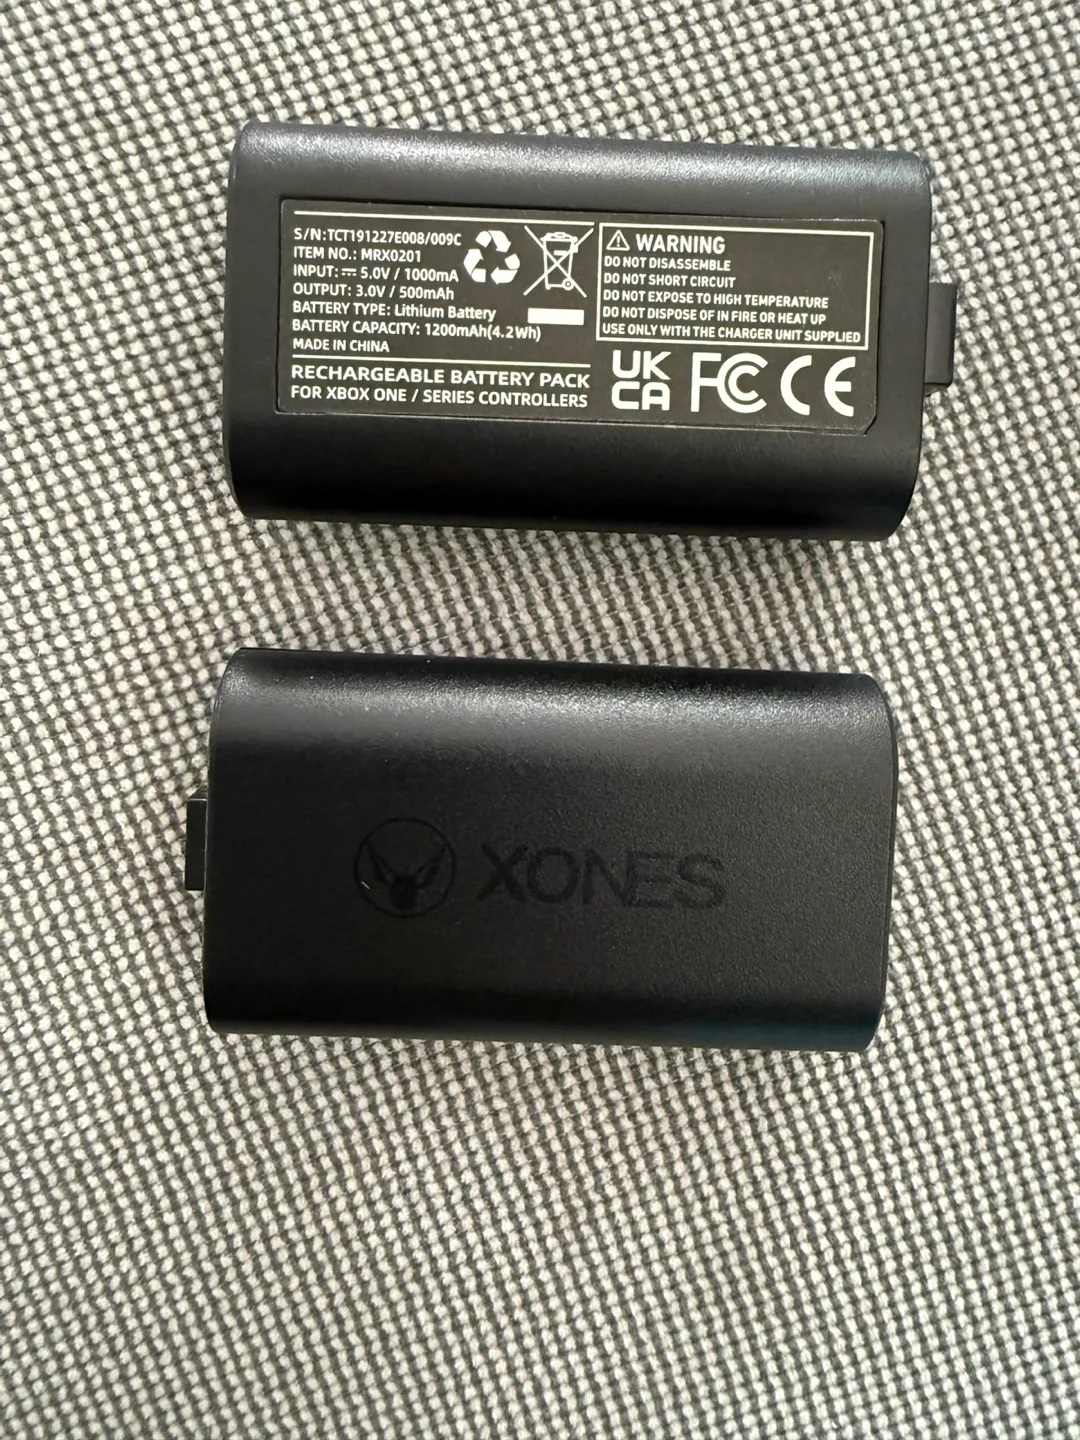 S/N:TCT191227E008/009C
ITEM NO.: MRX0201
INPUT: ⎓ 5.0V / 1000mA
OUTPUT: 3.0V / 500mAh
BATTERY TYPE: Lithium Battery
BATTERY CAPACITY: 1200mAh(4.2Wh)
MADE IN CHINA
RECHARGEABLE BATTERY PACK
FOR XBOX ONE / SERIES CONTROLLERS
WARNING
DO NOT DISASSEMBLE
DO NOT SHORT CIRCUIT
DO NOT EXPOSE TO HIGH TEMPERATURE
DO NOT DISPOSE OF IN FIRE OR HEAT UP
USE ONLY WITH THE CHARGER UNIT SUPPLIED
UK
CA
FC CE
XONES